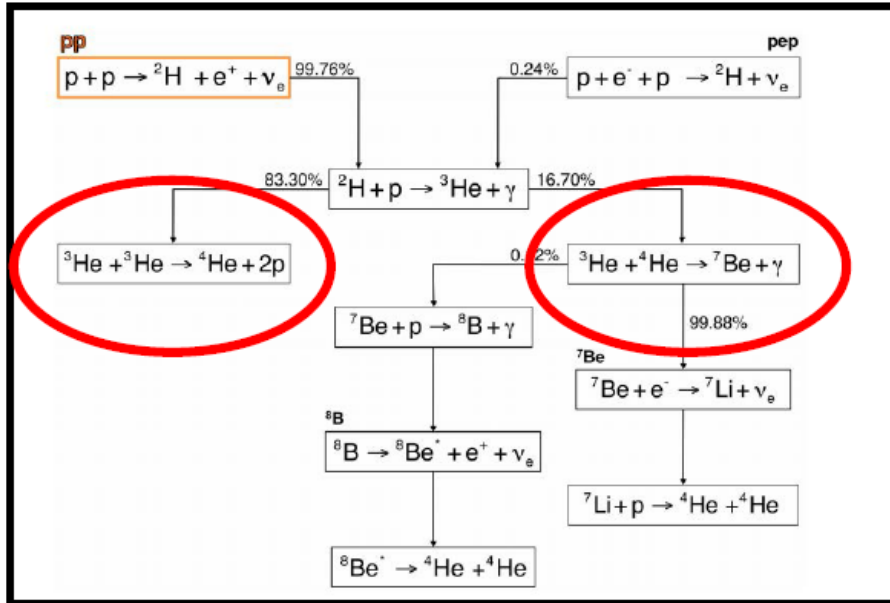 pp
pep
p + p → ²H + e⁺ + νₑ
99.76%
0.24%
p + e⁻ + p → ²H + νₑ
83.30%
²H + p → ³He + γ
16.70%
³He + ³He → ⁴He + 2p
³He + ⁴He → ⁷Be + γ
⁷Be + p → ⁸B + γ
99.88%
⁷Be
⁷Be + e⁻ → ⁷Li + νₑ
⁸B
⁸B → ⁸Be* + e⁺ + νₑ
⁷Li + p → ⁴He + ⁴He
⁸Be* → ⁴He + ⁴He